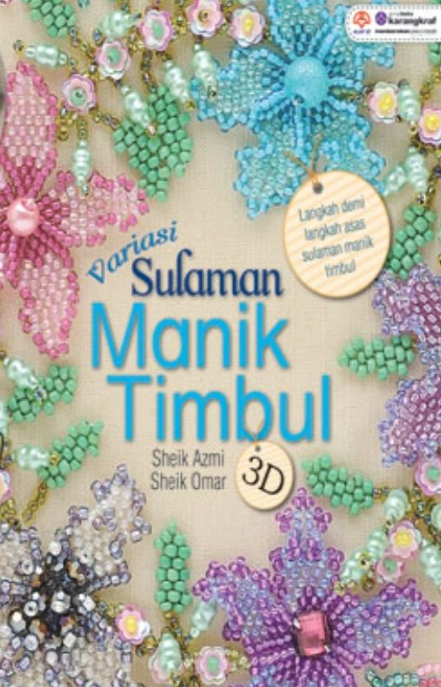 karangkraf
Langkah demi
langkah asas
sulaman manik
timbul
Variasi
Sulaman
Manik
Timbul
Sheik Azmi
Sheik Omar
3D